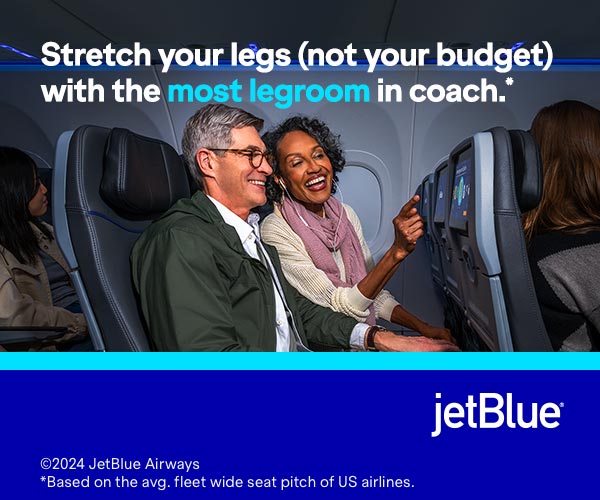 Stretch your legs (not your budget)
with the most legroom in coach.*
jetBlue®
©2024 JetBlue Airways
*Based on the avg. fleet wide seat pitch of US airlines.